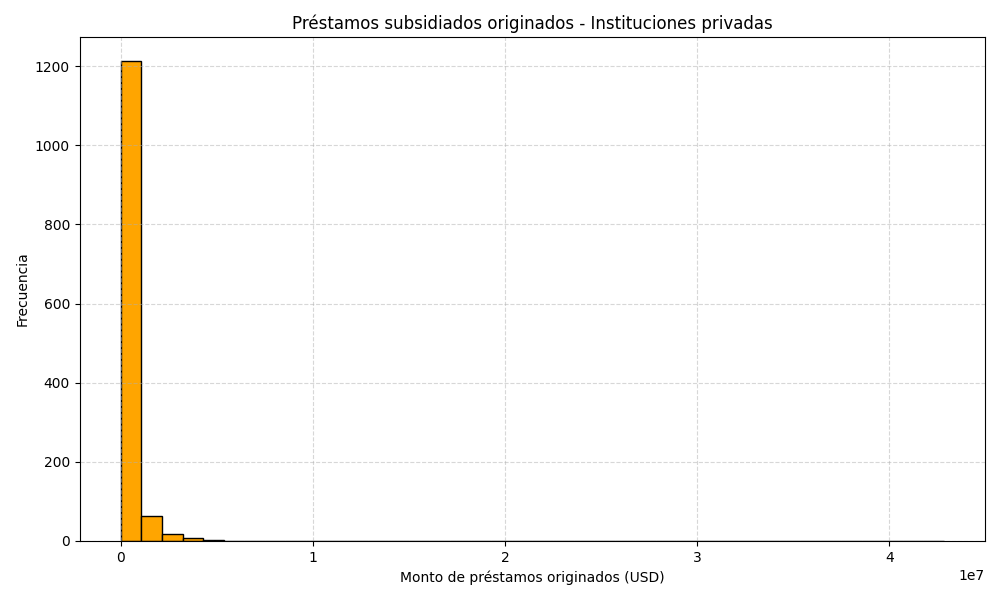 Préstamos subsidiados originados - Instituciones privadas
Frecuencia
1200
1000
800
600
400
200
0
0 1 2 3 4
1e7
Monto de préstamos originados (USD)